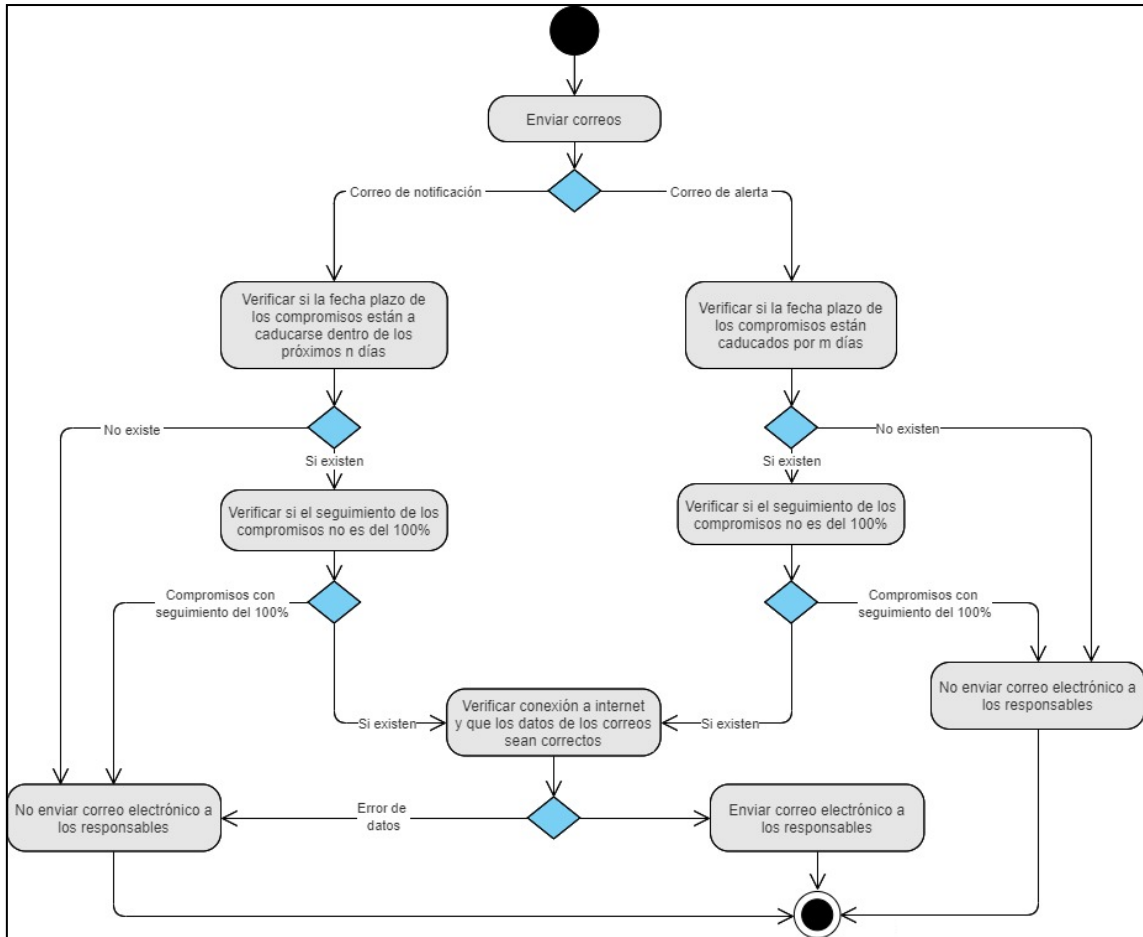 Enviar correos
Correo de notificación
Correo de alerta
Verificar si la fecha plazo de
los compromisos están a
caducarse dentro de los
próximos n días
Verificar si la fecha plazo de
los compromisos están
caducados por m días
No existe
No existen
Si existen
Si existen
Verificar si el seguimiento de los
compromisos no es del 100%
Verificar si el seguimiento de los
compromisos no es del 100%
Compromisos con
seguimiento del 100%
Compromisos con
seguimiento del 100%
Si existen
Verificar conexión a internet
y que los datos de los correos
sean correctos
Si existen
No enviar correo electrónico a
los responsables
No enviar correo electrónico a
los responsables
Error de
datos
Enviar correo electrónico a
los responsables